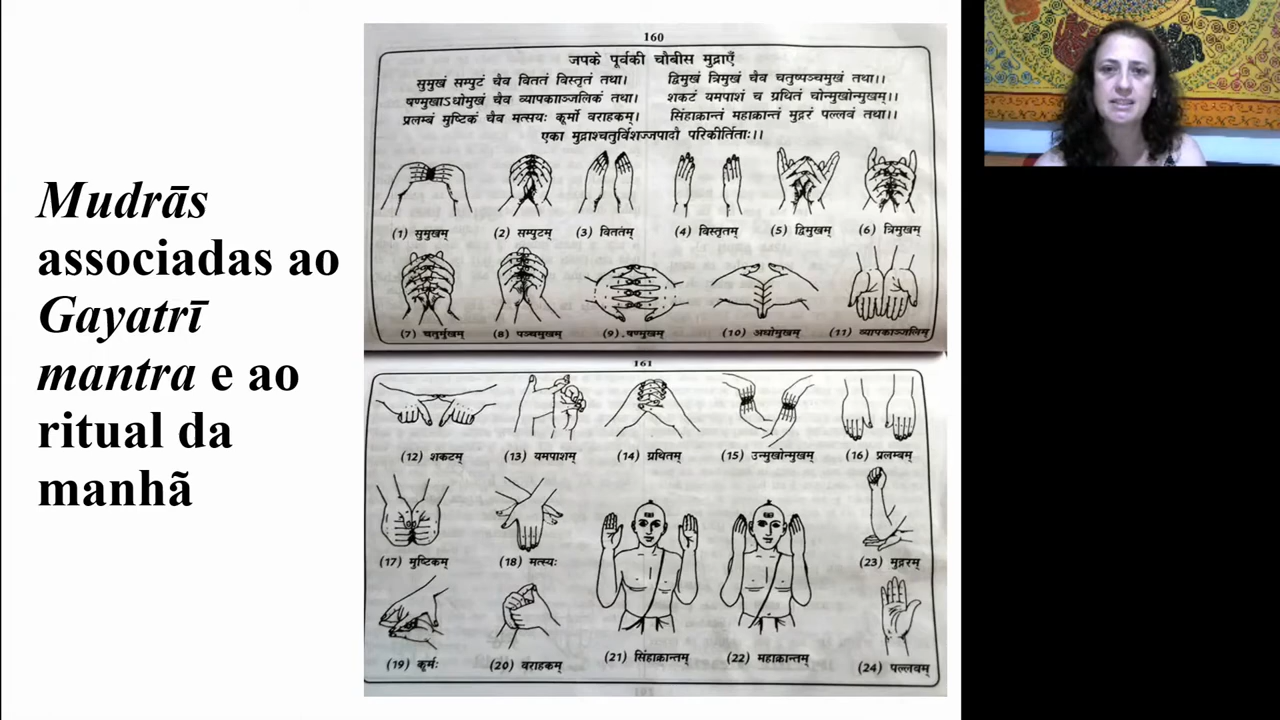 Mudrās
associadas ao
Gayatrī
mantra e ao
ritual da
manhã
160
जपके पूर्वकी चौबीस मुद्राएँ
सुमुखं सम्पुटं चैव विततं विस्तृतं तथा। द्विमुखं त्रिमुखं चैव चतुष्पञ्चमुखं तथा।।
षण्मुखाऽधोमुखं चैव व्यापकाञ्जलिकं तथा। शकटं यमपाशं च ग्रथितं चोन्मुखोन्मुखम्।।
प्रलम्बं मुष्टिकं चैव मत्सयः कूर्मो वराहकम्। सिंहाक्रान्तं महाक्रान्तं मुद्गरं पल्लवं तथा।।
एका मुद्राश्चतुर्विशज्जपादौ परिकीर्तिताः।।
(1) सुमुखम् (2) सम्पुटम् (3) विततंम् (4) विस्तृतम् (5) द्विमुखम् (6) त्रिमुखम्
(7) चतुर्मुखम् (8) पञ्चमुखम् (9) षण्मुखम् (10) अधोमुखम् (11) व्यापकाञ्जलिम्
161
(12) शकटम् (13) यमपाशम् (14) ग्रथितम् (15) उन्मुखोन्मुखम् (16) प्रलम्बम्
(17) मुष्टिकम् (18) मत्स्यः (23) मुद्गरम्
(19) कूर्मः (20) वराहकम् (21) सिंहाक्रान्तम् (22) महाक्रान्तम् (24) पल्लवम्